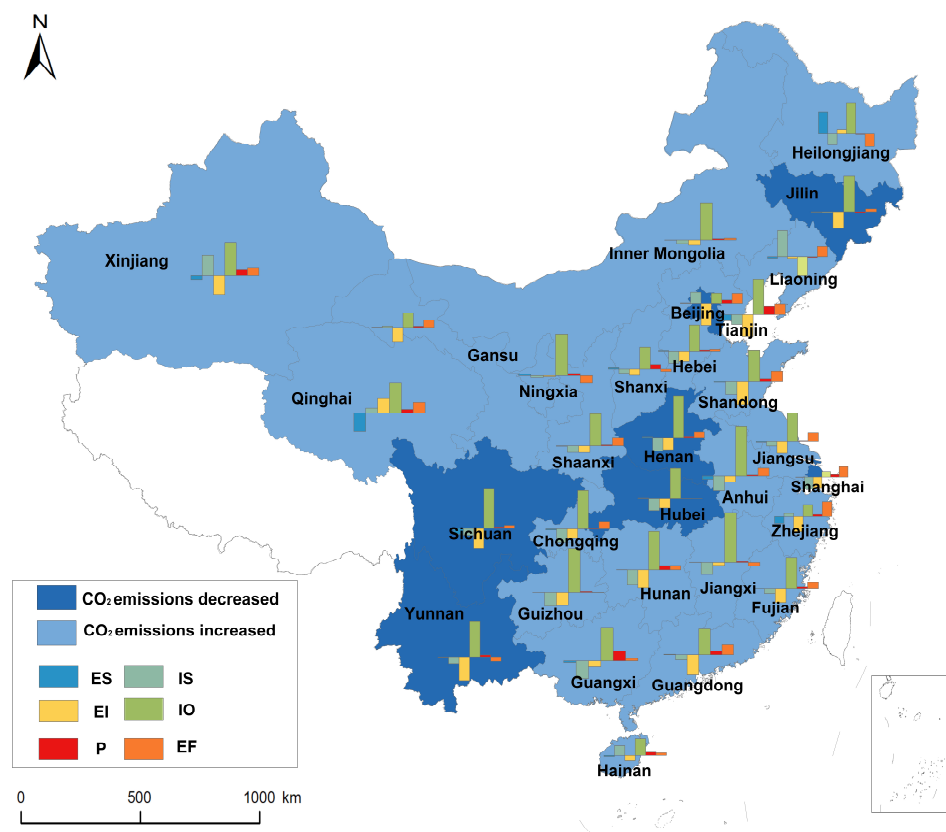 N
Heilongjiang
Jilin
Xinjiang
Inner Mongolia
Liaoning
Beijing
Tianjin
Gansu
Hebei
Ningxia
Shanxi
Qinghai
Shandong
Shaanxi
Henan
Jiangsu
Anhui
Shanghai
Hubei
Zhejiang
Sichuan
Chongqing
Hunan
Jiangxi
Fujian
Yunnan
Guizhou
Guangxi
Guangdong
Hainan
CO₂ emissions decreased
CO₂ emissions increased
ES IS
EI IO
P EF
0 500 1000 km